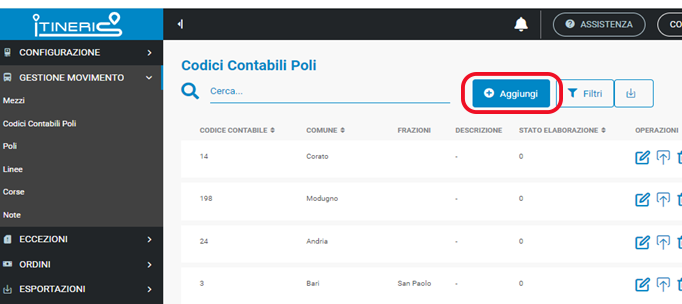 iTINERIS
ASSISTENZA CO
CONFIGURAZIONE
GESTIONE MOVIMENTO
Mezzi
Codici Contabili Poli
Poli
Linee
Corse
Note
ECCEZIONI
ORDINI
ESPORTAZIONI
Codici Contabili Poli
Cerca... Aggiungi Filtri
CODICE CONTABILE COMUNE FRAZIONI DESCRIZIONE STATO ELABORAZIONE OPERAZIONI
14 Corato - 0
198 Modugno - 0
24 Andria - 0
3 Bari San Paolo - 0